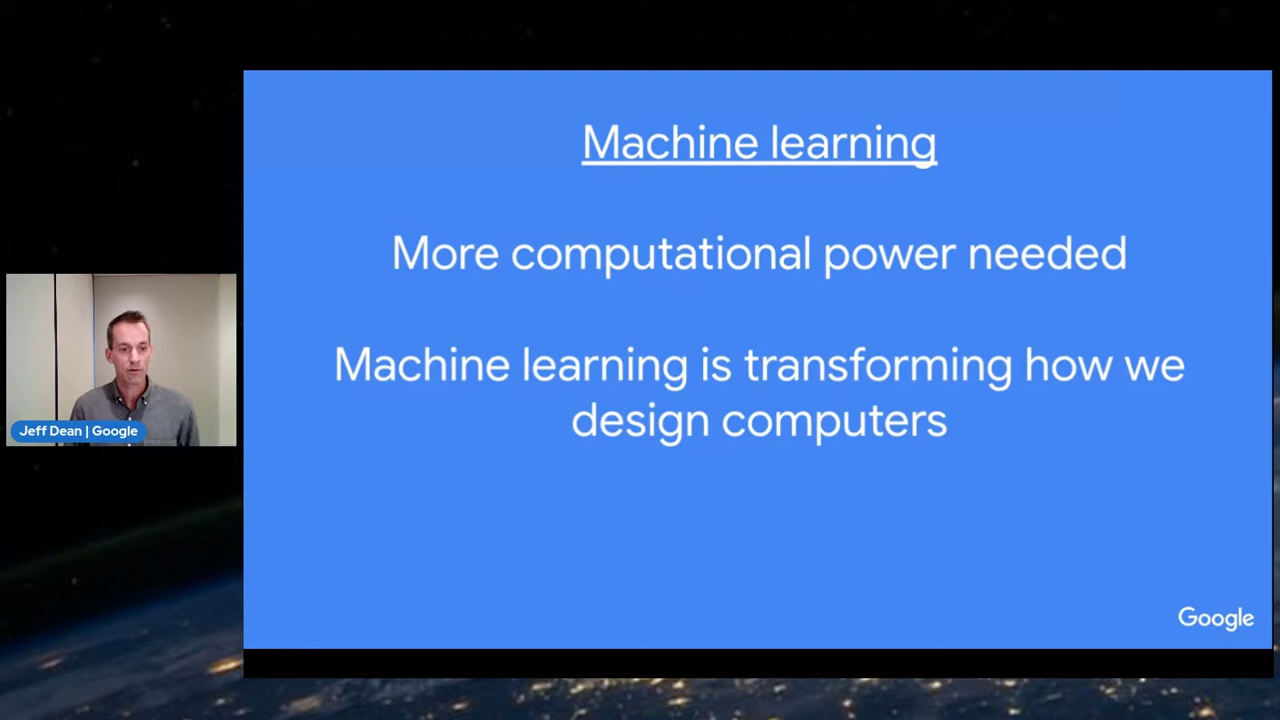 Machine learning
More computational power needed
Machine learning is transforming how we
design computers
Jeff Dean | Google
Google